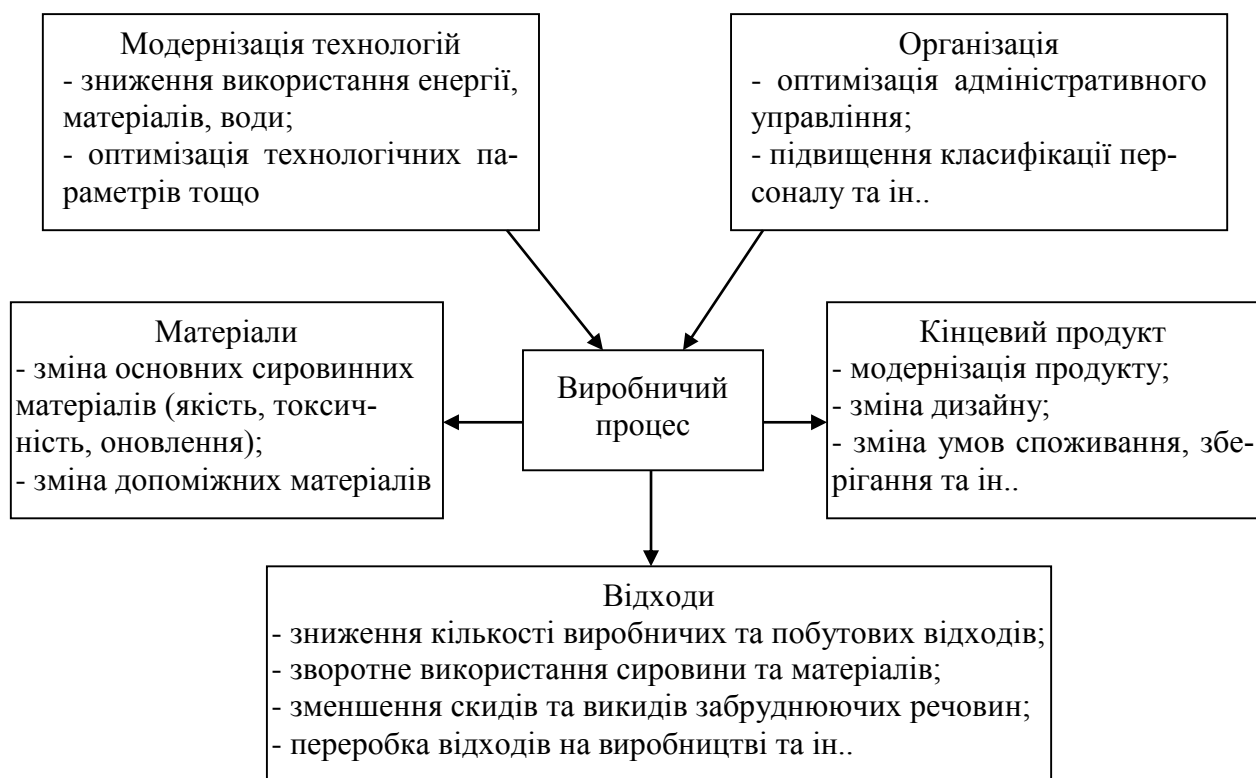 Модернізація технологій
- зниження використання енергії,
матеріалів, води;
- оптимізація технологічних па-
раметрів тощо
Організація
- оптимізація адміністративного
управління;
- підвищення класифікації пер-
соналу та ін..
Матеріали
- зміна основних сировинних
матеріалів (якість, токсич-
ність, оновлення);
- зміна допоміжних матеріалів
Виробничий
процес
Кінцевий продукт
- модернізація продукту;
- зміна дизайну;
- зміна умов споживання, збе-
рігання та ін..
Відходи
- зниження кількості виробничих та побутових відходів;
- зворотне використання сировини та матеріалів;
- зменшення скидів та викидів забруднюючих речовин;
- переробка відходів на виробництві та ін..